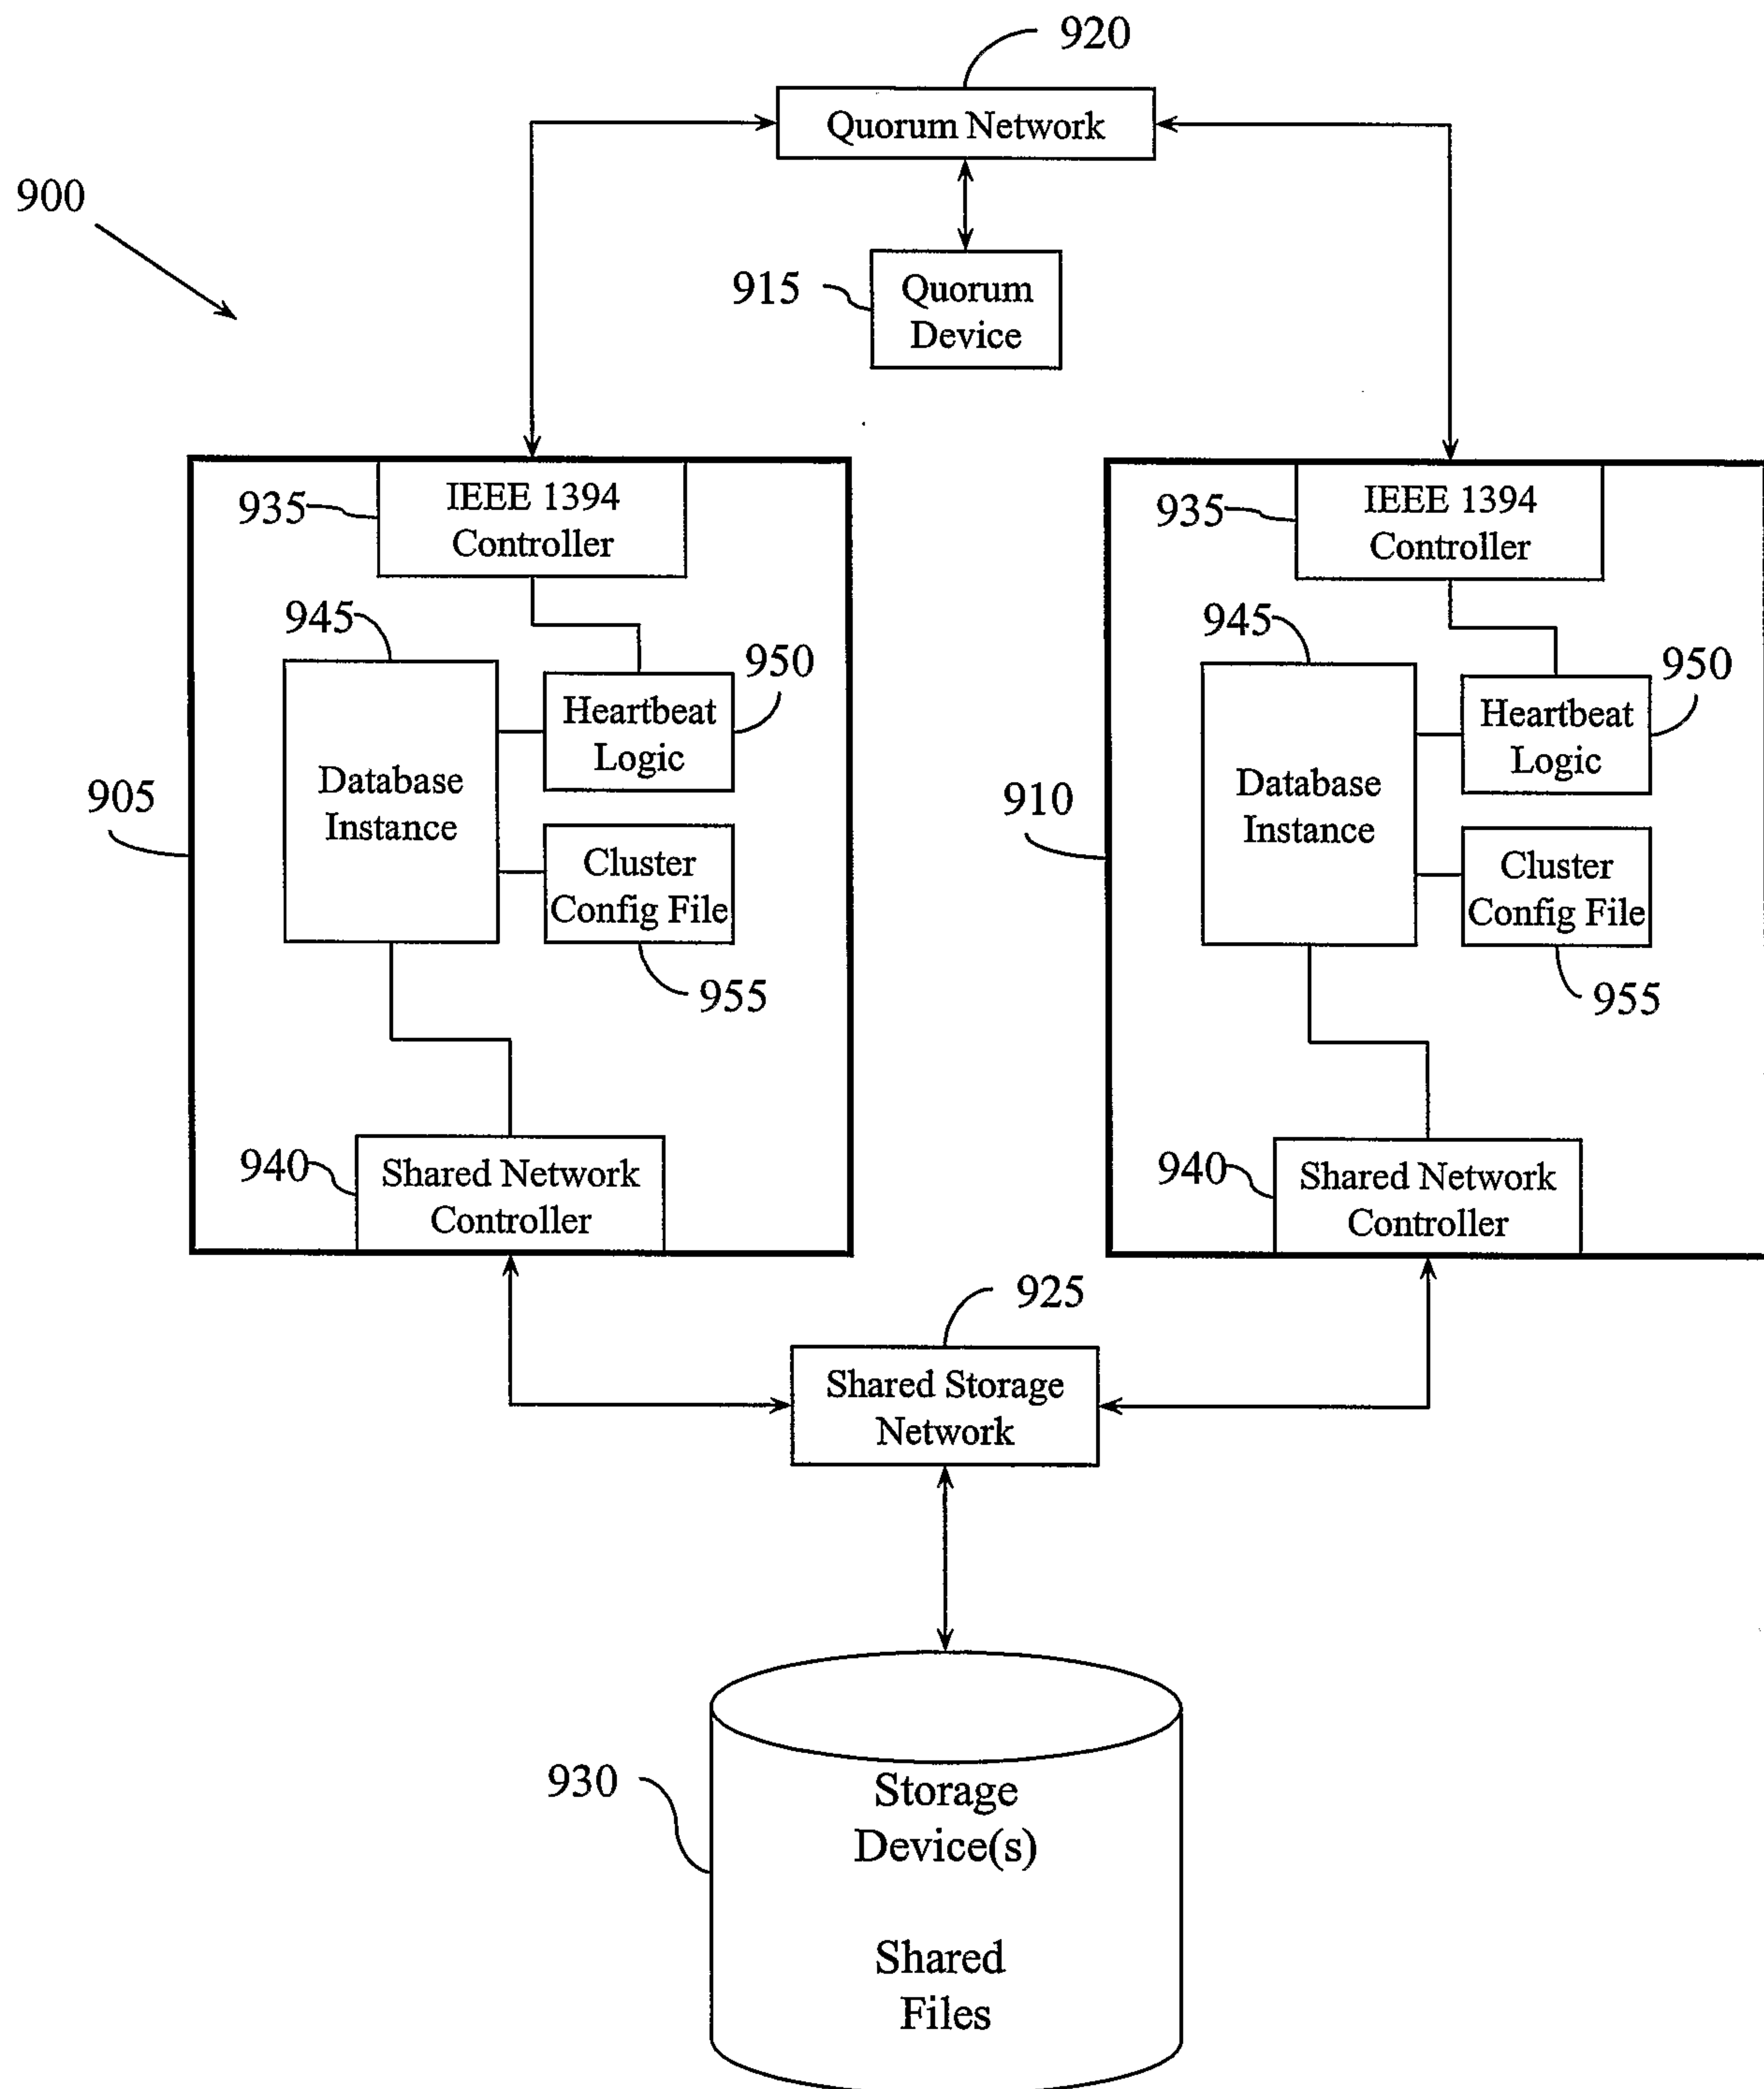 920
Quorum Network
900
915
Quorum
Device
935
IEEE 1394
Controller
945
950
Heartbeat
Logic
Database
Instance
905
Cluster
Config File
955
940
Shared Network
Controller
935
IEEE 1394
Controller
945
950
Heartbeat
Logic
Database
Instance
910
Cluster
Config File
955
940
Shared Network
Controller
925
Shared Storage
Network
930
Storage
Device(s)
Shared
Files